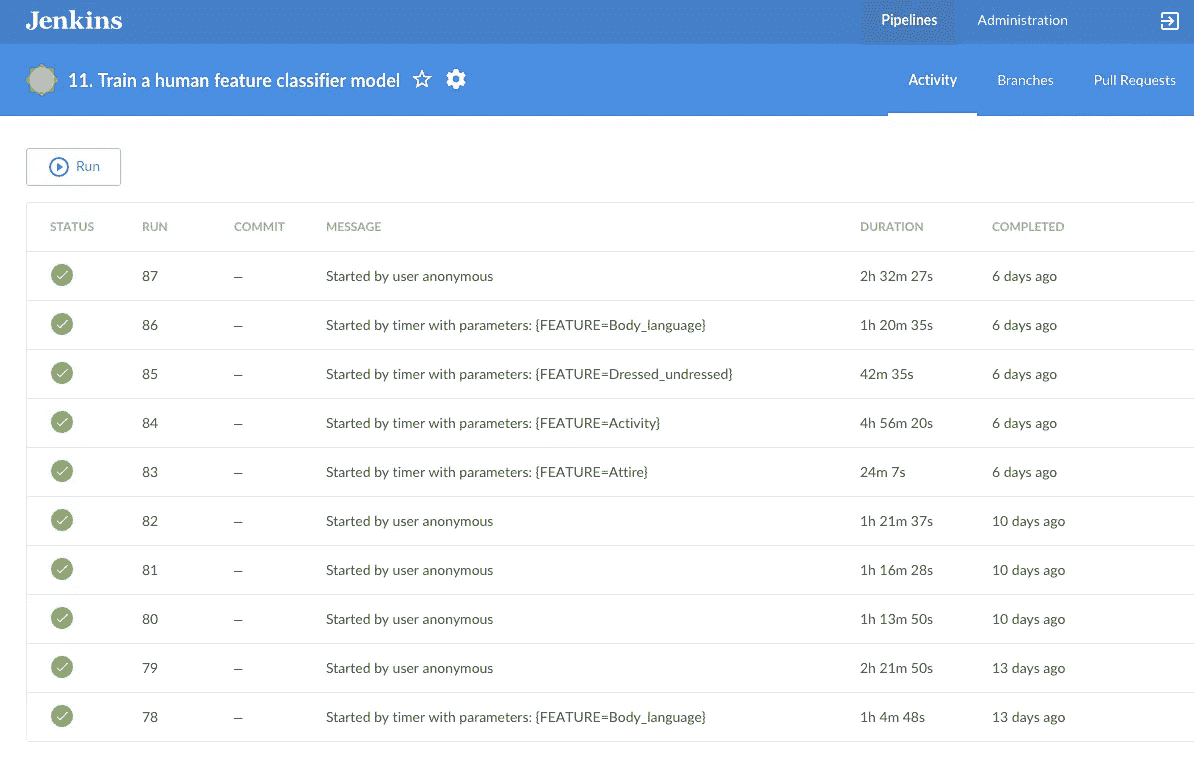 Jenkins Pipelines Administration
11. Train a human feature classifier model Activity Branches Pull Requests
Run
STATUS RUN COMMIT MESSAGE DURATION COMPLETED
87 – Started by user anonymous 2h 32m 27s 6 days ago
86 – Started by timer with parameters: {FEATURE=Body_language} 1h 20m 35s 6 days ago
85 – Started by timer with parameters: {FEATURE=Dressed_undressed} 42m 35s 6 days ago
84 – Started by timer with parameters: {FEATURE=Activity} 4h 56m 20s 6 days ago
83 – Started by timer with parameters: {FEATURE=Attire} 24m 7s 6 days ago
82 – Started by user anonymous 1h 21m 37s 10 days ago
81 – Started by user anonymous 1h 16m 28s 10 days ago
80 – Started by user anonymous 1h 13m 50s 10 days ago
79 – Started by user anonymous 2h 21m 50s 13 days ago
78 – Started by timer with parameters: {FEATURE=Body_language} 1h 4m 48s 13 days ago